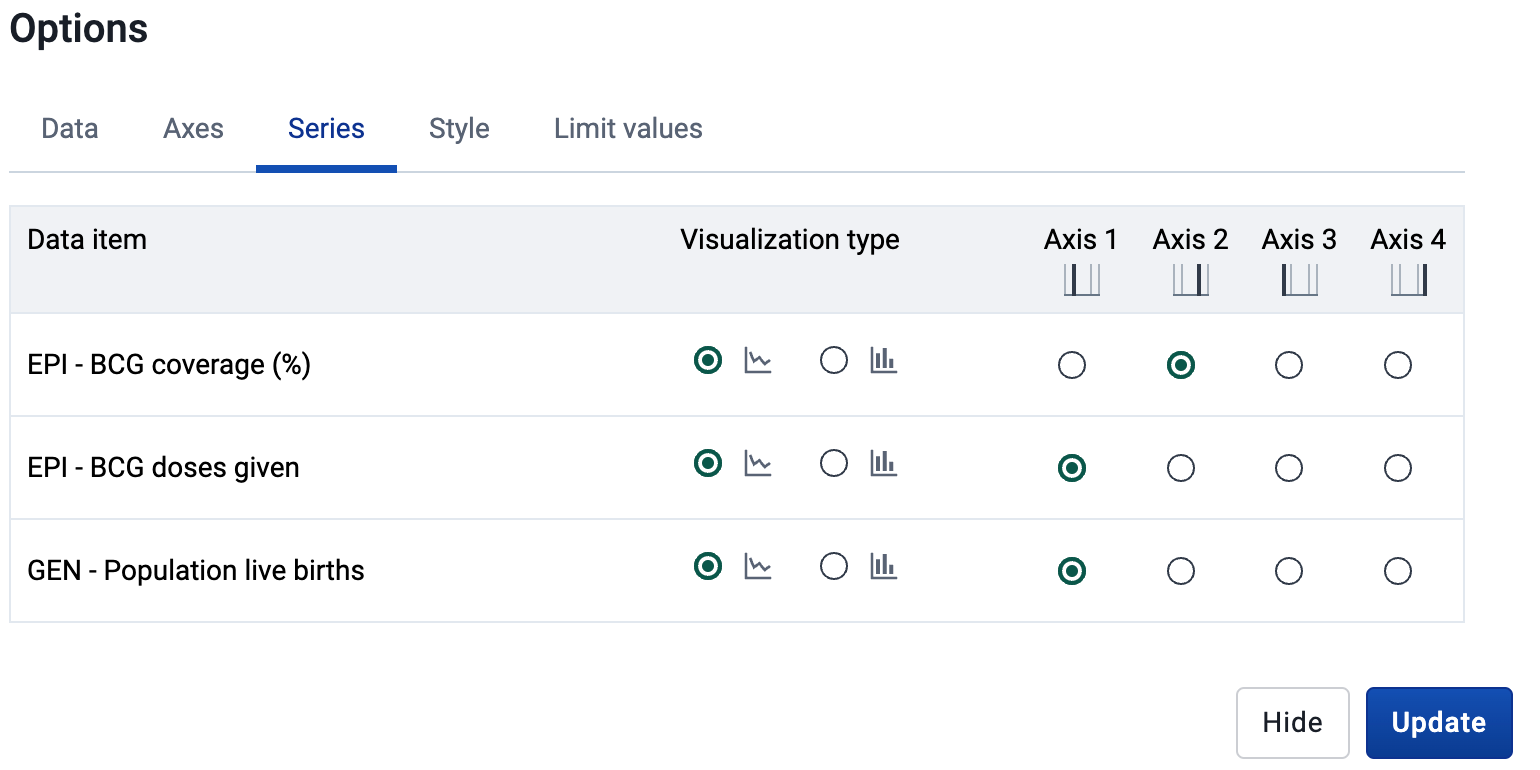 Options
Data Axes Series Style Limit values
Data item Visualization type Axis 1 Axis 2 Axis 3 Axis 4
EPI - BCG coverage (%)
EPI - BCG doses given
GEN - Population live births
Hide Update